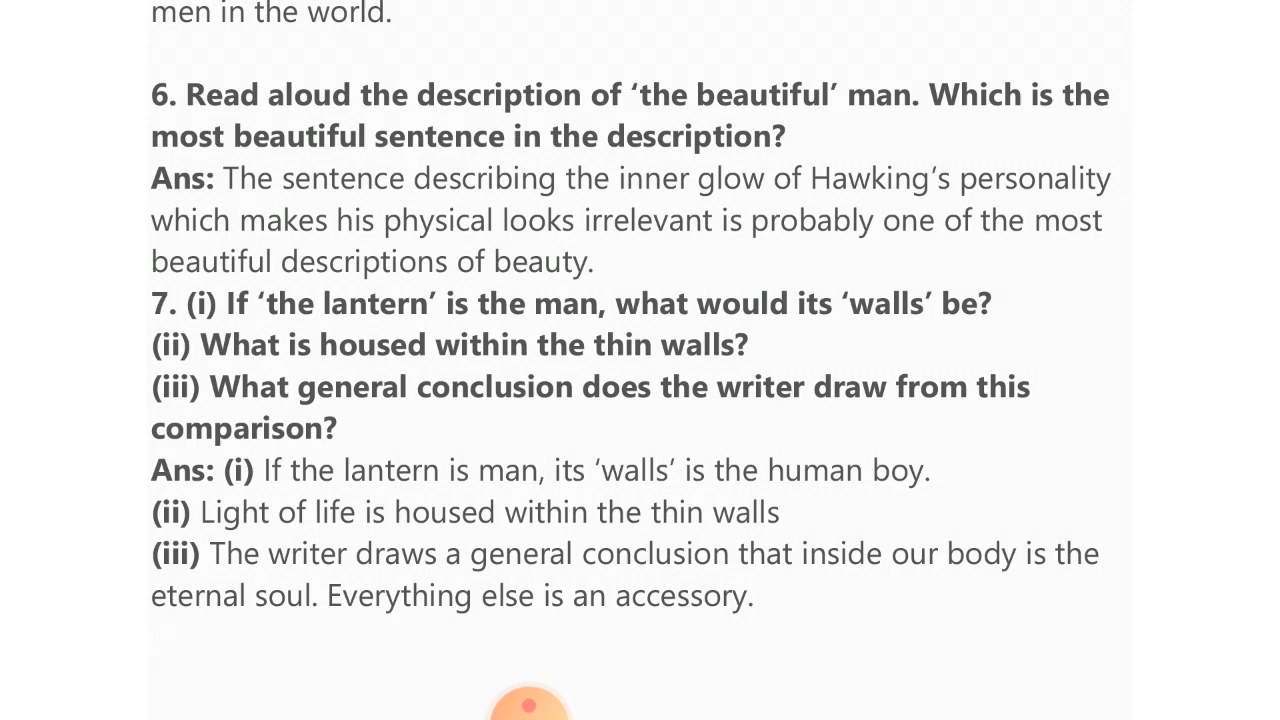 men in the world.
6. Read aloud the description of ‘the beautiful’ man. Which is the
most beautiful sentence in the description?
Ans: The sentence describing the inner glow of Hawking’s personality
which makes his physical looks irrelevant is probably one of the most
beautiful descriptions of beauty.
7. (i) If ‘the lantern’ is the man, what would its ‘walls’ be?
(ii) What is housed within the thin walls?
(iii) What general conclusion does the writer draw from this
comparison?
Ans: (i) If the lantern is man, its ‘walls’ is the human boy.
(ii) Light of life is housed within the thin walls
(iii) The writer draws a general conclusion that inside our body is the
eternal soul. Everything else is an accessory.